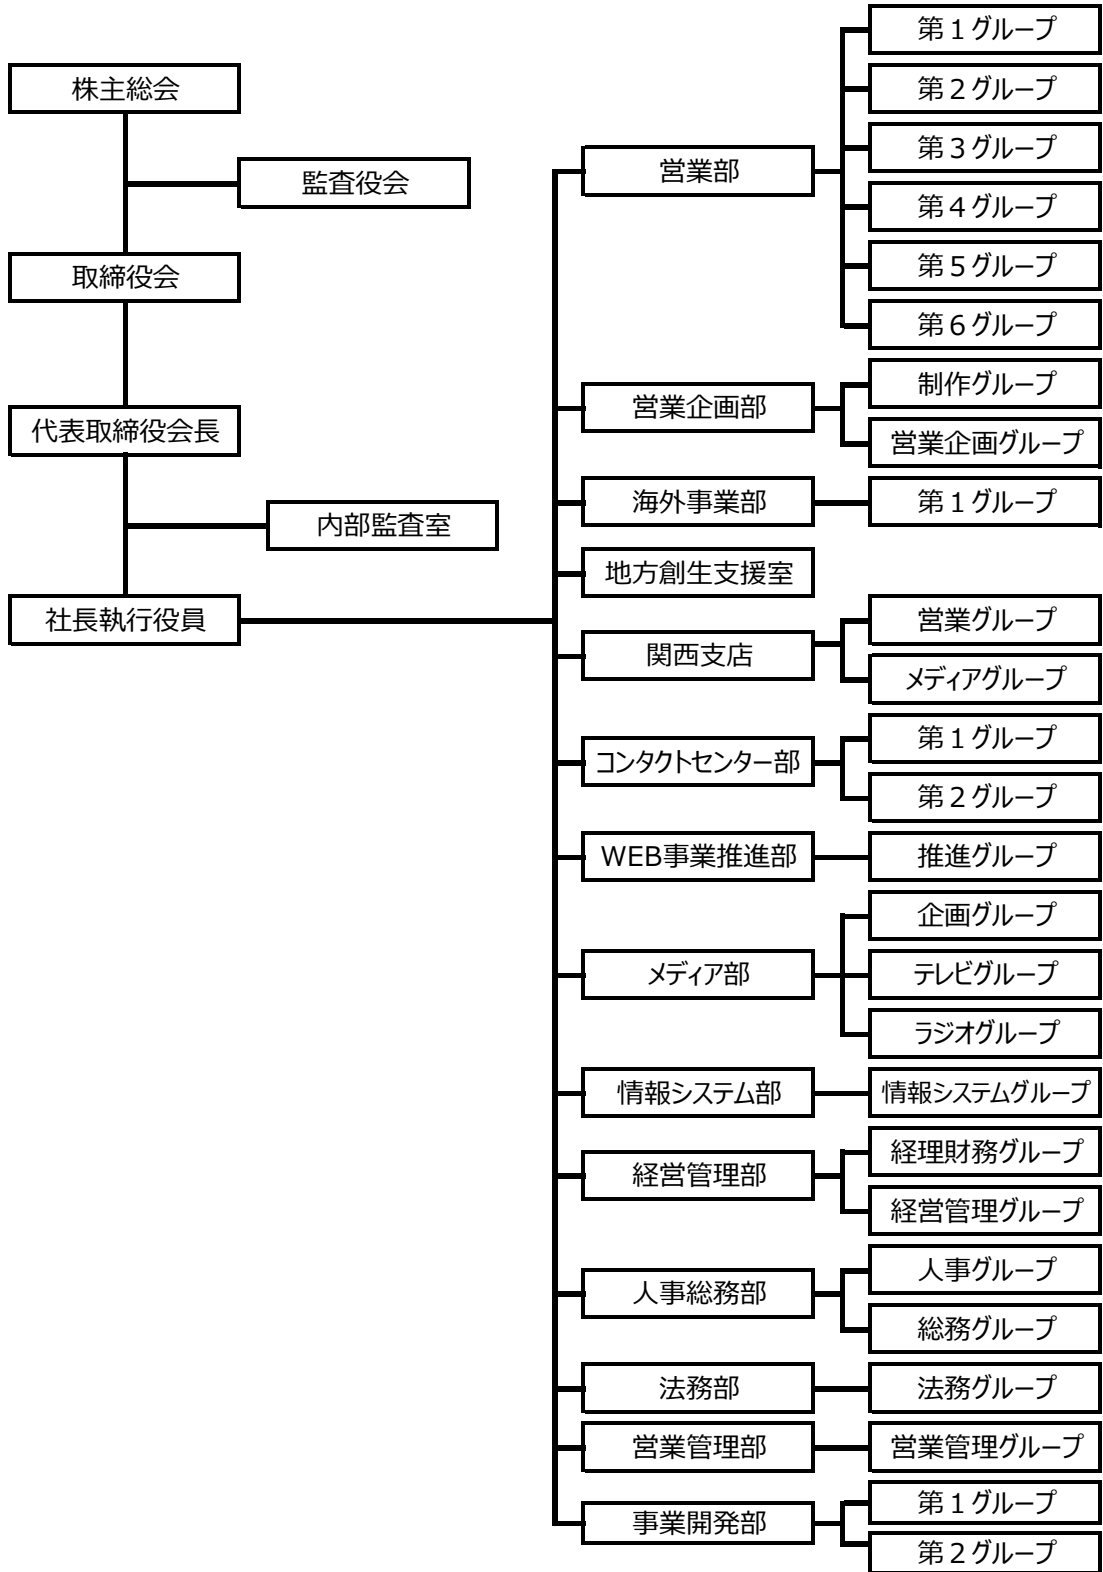 株主総会
監査役会
取締役会
代表取締役会長
内部監査室
社長執行役員
営業部
第１グループ
第２グループ
第３グループ
第４グループ
第５グループ
第６グループ
営業企画部
制作グループ
営業企画グループ
海外事業部
第１グループ
地方創生支援室
関西支店
営業グループ
メディアグループ
コンタクトセンター部
第１グループ
第２グループ
WEB事業推進部
推進グループ
メディア部
企画グループ
テレビグループ
ラジオグループ
情報システム部
情報システムグループ
経営管理部
経理財務グループ
経営管理グループ
人事総務部
人事グループ
総務グループ
法務部
法務グループ
営業管理部
営業管理グループ
事業開発部
第１グループ
第２グループ